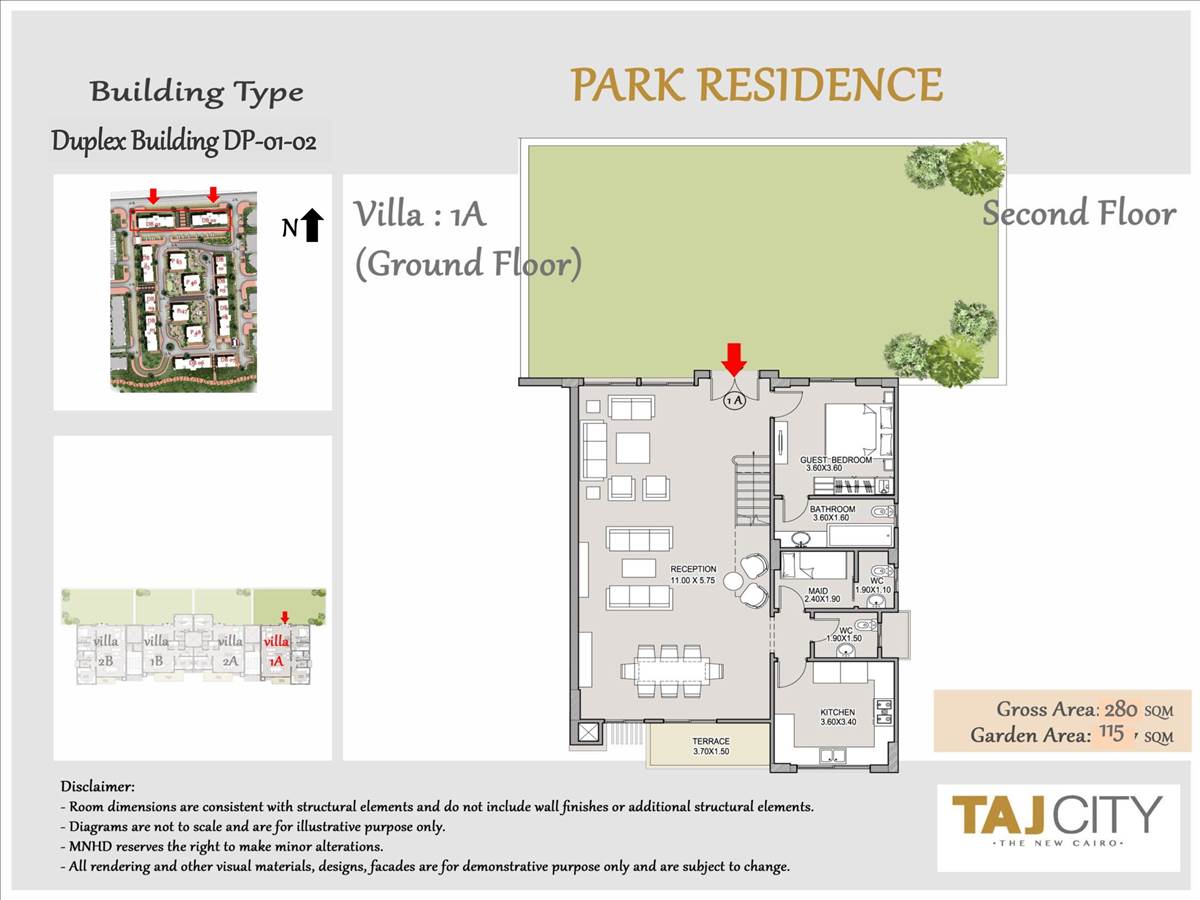 Building Type
Duplex Building DP-01-02
PARK RESIDENCE
N
Villa : 1A
(Ground Floor)
Second Floor
1 A
GUEST BEDROOM
3.60X3.60
BATHROOM
3.60X1.60
RECEPTION
11.00 X 5.75
MAID
2.40X1.90
WC
1.90X1.10
WC
1.90X1.50
KITCHEN
3.60X3.40
TERRACE
3.70X1.50
villa
2B
villa
1B
villa
2A
villa
1A
Gross Area: 280 SQM
Garden Area: 115 SQM
Disclaimer:
- Room dimensions are consistent with structural elements and do not include wall finishes or additional structural elements.
- Diagrams are not to scale and are for illustrative purpose only.
- MNHD reserves the right to make minor alterations.
- All rendering and other visual materials, designs, facades are for demonstrative purpose only and are subject to change.
TAJ CITY
·THE NEW CAIRO·